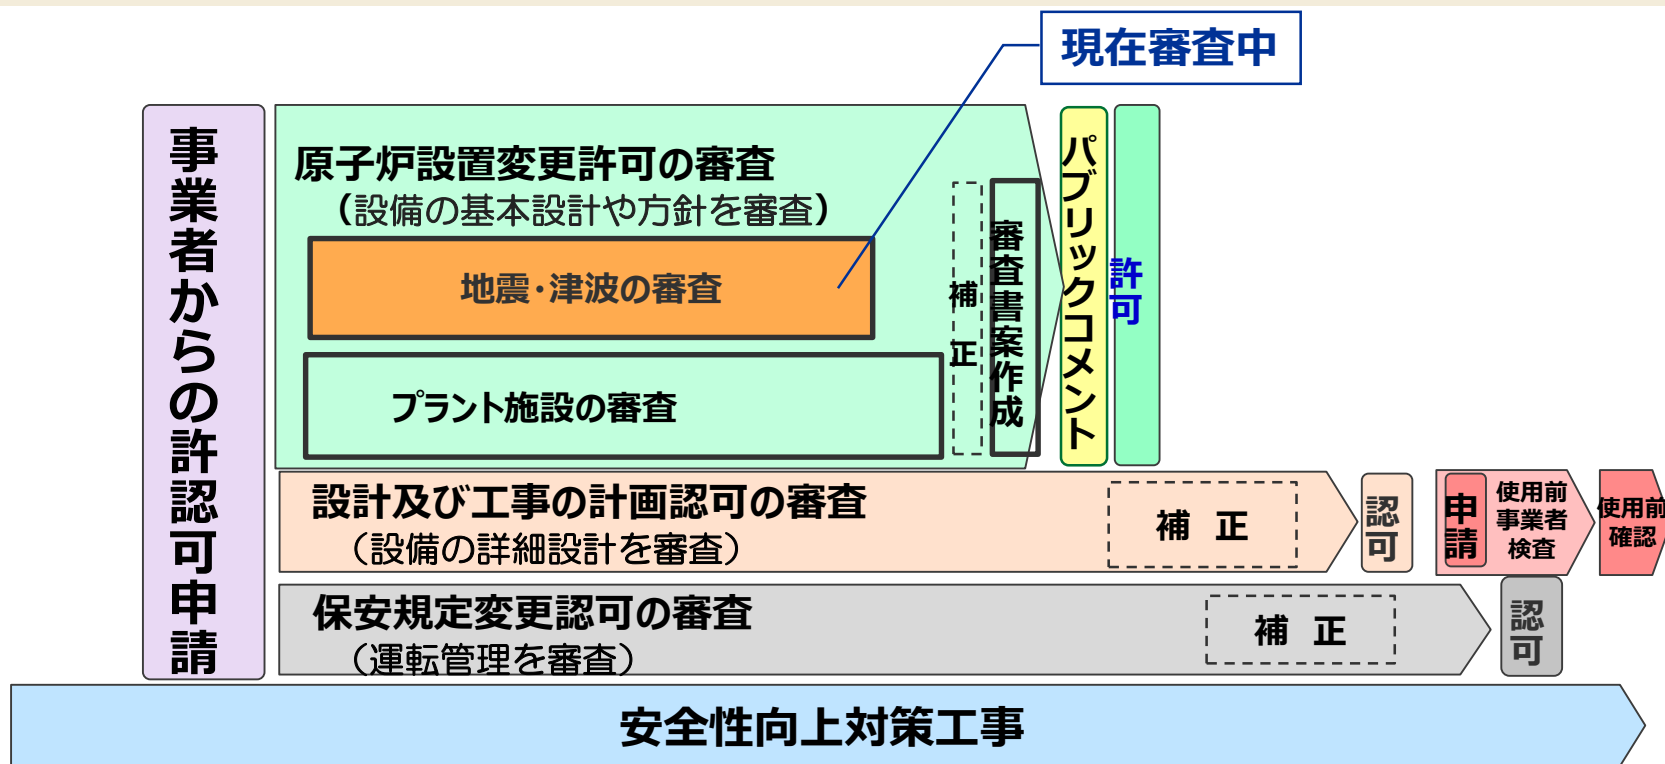 現在審査中
事業者からの許認可申請
原子炉設置変更許可の審査
（設備の基本設計や方針を審査）
地震・津波の審査
プラント施設の審査
補正
審査書案作成
パブリックコメント
許可
設計及び工事の計画認可の審査
（設備の詳細設計を審査）
補 正
認可
申請
使用前
事業者
検査
使用前
確認
保安規定変更認可の審査
（運転管理を審査）
補 正
認可
安全性向上対策工事